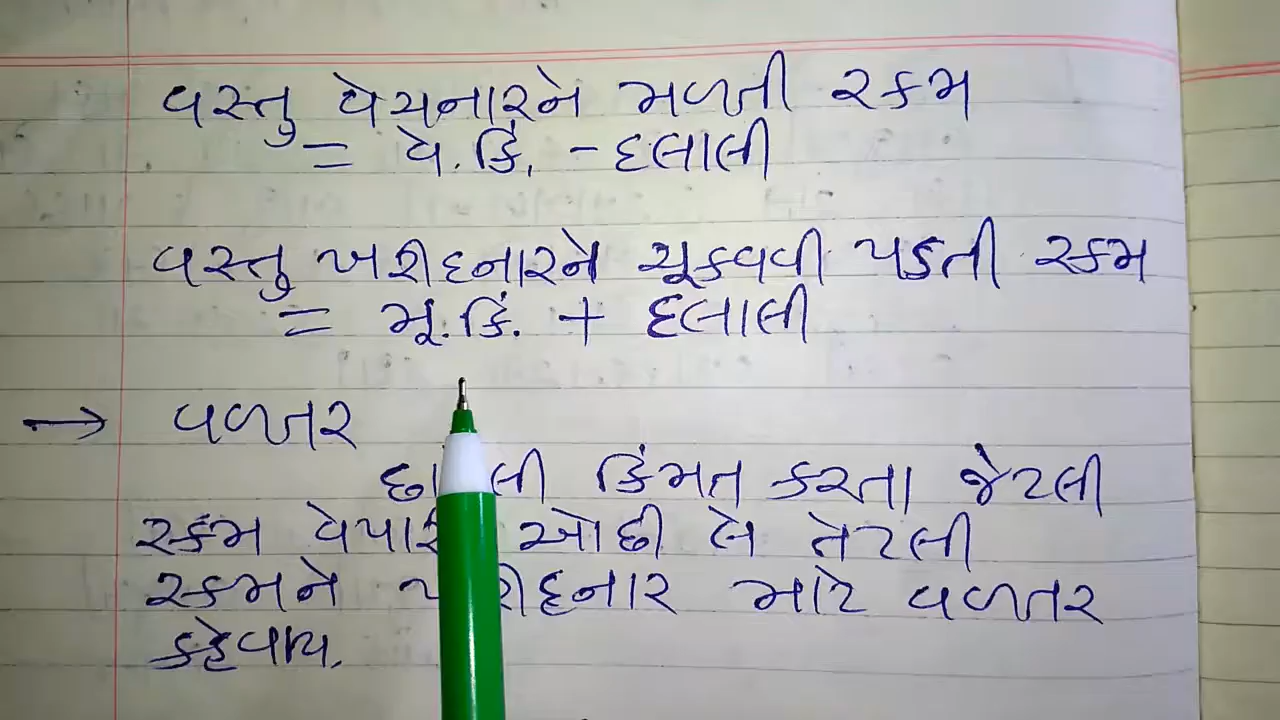 વસ્તુ વેચનારને મળતી રકમ
= વે.કિં. - દલાલી
વસ્તુ ખરીદનારને ચૂકવવી પડતી રકમ
= મૂ.કિં. + દલાલી
→ વળતર
કિંમત કરતા જેટલી
રકમ ઓછી લે તેટલી
રકમને માટે વળતર
કહેવાય.